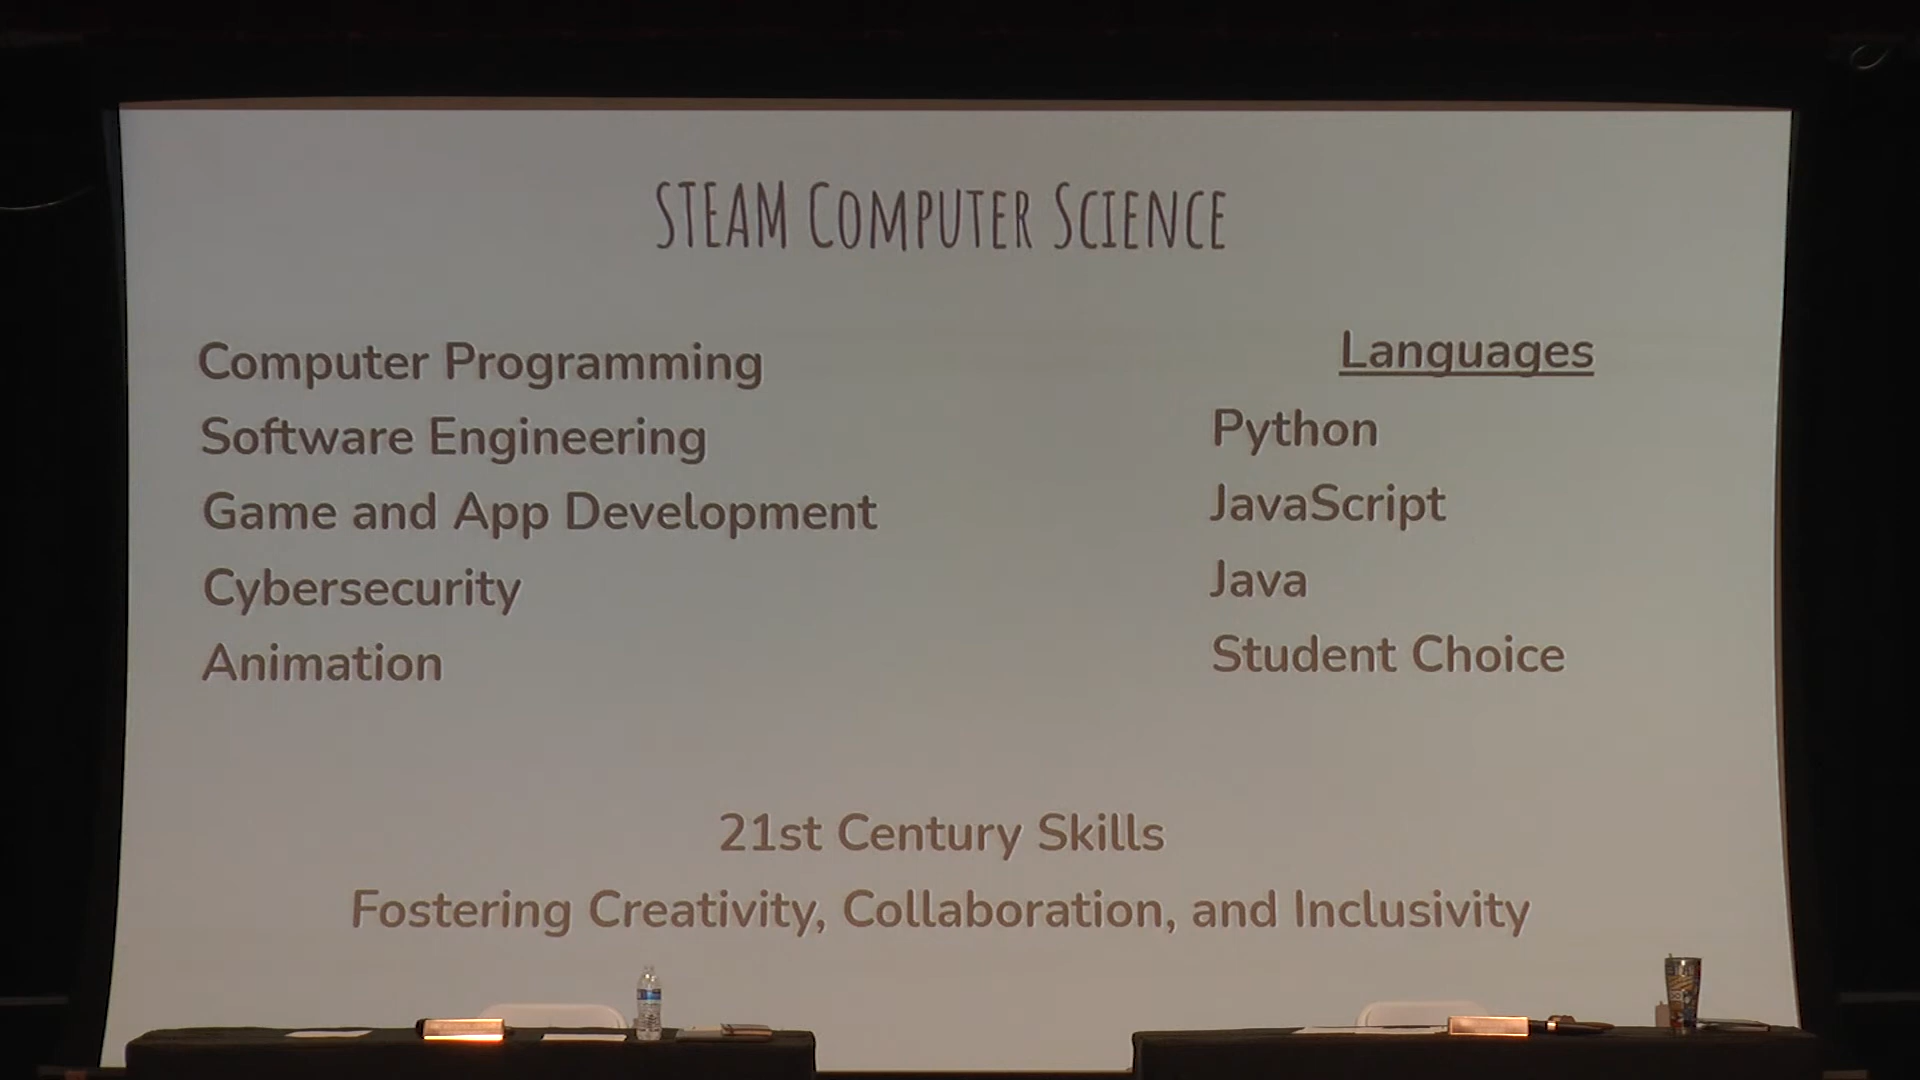 STEAM COMPUTER SCIENCE
Computer Programming
Software Engineering
Game and App Development
Cybersecurity
Animation
Languages
Python
JavaScript
Java
Student Choice
21st Century Skills
Fostering Creativity, Collaboration, and Inclusivity